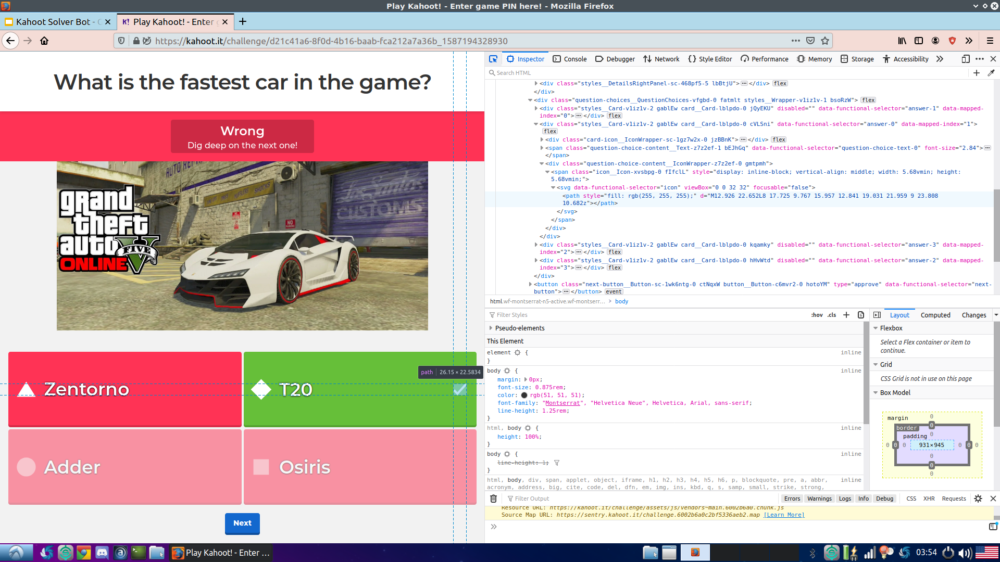 Play Kahoot! - Enter game PIN here! - Mozilla Firefox
Kahoot Solver Bot -
Play Kahoot! - Enter
https://kahoot.it/challenge/d21c41a6-8f0d-4b16-baab-fca212a7a36b_1587194328930
What is the fastest car in the game?
Wrong
Dig deep on the next one!
AUTO REPAIR
CUSTOMS
NO PARKING
grand
theft
auto V
FIVE
ONLINE
Zentorno
T20
path 26.15 × 22.5834
Adder
Osiris
Next
Inspector Console Debugger Network Style Editor Performance Memory Storage Accessibility
Search HTML
<div class="styles__DetailsRightPanel-sc-468pf5-5 lbBtjU"></div> flex
</div>
<div class="question-choices__QuestionChoices-vfgbd-0 fatmlt styles__Wrapper-v1iz1v-1 bsoRzW"> flex
<div class="styles__Card-v1iz1v-2 gablEw card__Card-lblpdo-0 jQyEKU" disabled="" data-functional-selector="answer-1" data-mapped-
index="0"></div> flex
<div class="styles__Card-v1iz1v-2 gablEw card__Card-lblpdo-0 cVLSni" data-functional-selector="answer-0" data-mapped-index="1">
flex
<div class="card-icon__IconWrapper-sc-1gz7w2x-0 jzBBnK"></div> flex
<span class="question-choice-content__Text-z7z2ef-1 bEJhGq" data-functional-selector="question-choice-text-0" font-size="2.84">
</span>
<div class="question-choice-content__IconWrapper-z7z2ef-0 gmtpmh">
<span class="icon__Icon-xvsbpg-0 fIfclL" style="display: inline-block; vertical-align: middle; width: 5.68vmin; height:
5.68vmin;">
<svg data-functional-selector="icon" viewBox="0 0 32 32" focusable="false">
<path style="fill: rgb(255, 255, 255);" d="M12.926 22.652L8 17.725 9.767 15.957 12.841 19.031 21.959 9 23.808
10.682z"></path>
</svg>
</span>
</div>
</div>
<div class="styles__Card-v1iz1v-2 gablEw card__Card-lblpdo-0 kqamky" disabled="" data-functional-selector="answer-3" data-mapped-
index="2"></div> flex
<div class="styles__Card-v1iz1v-2 gablEw card__Card-lblpdo-0 hHvWtd" disabled="" data-functional-selector="answer-2" data-mapped-
index="3"></div> flex
</div>
<button class="next-button__Button-sc-1wk6ntg-0 ctNqxW button__Button-c6mvr2-0 hotoYM" type="approve" data-functional-selector="next-
button"></button> event
html.wf-montserrat-n5-active.wf-montserr… > body
Filter Styles :hov .cls +
Pseudo-elements
This Element
element { inline
}
body { inline
margin: 0px;
font-size: 0.875rem;
color: rgb(51, 51, 51);
font-family: "Montserrat", "Helvetica Neue", Helvetica, Arial, sans-serif;
line-height: 1.25rem;
}
html, body { inline
height: 100%;
}
body { inline
line-height: 1;
}
html, body, div, span, applet, object, iframe, h1, h2, h3, h4, h5, h6, p, blockquote, pre, a, abbr, inline
acronym, address, big, cite, code, del, dfn, em, img, ins, kbd, q, s, samp, small, strike, strong,
Layout Computed Changes
Flexbox
Select a Flex container or item to
continue.
Grid
CSS Grid is not in use on this page
Box Model
margin 0
border 0
padding 0
0 0 0 931×945 0 0 0
0
0
0
Filter Output Errors Warnings Logs Info Debug CSS XHR Requests
Resource URL: https://kahoot.it/challenge/assets/js/vendors~main.6002b6a0.chunk.js
Source Map URL: https://sentry.kahoot.it/challenge.6002b6a0c2bf5336aeb2.map [Learn More]
Play Kahoot! - Enter ...
03:54